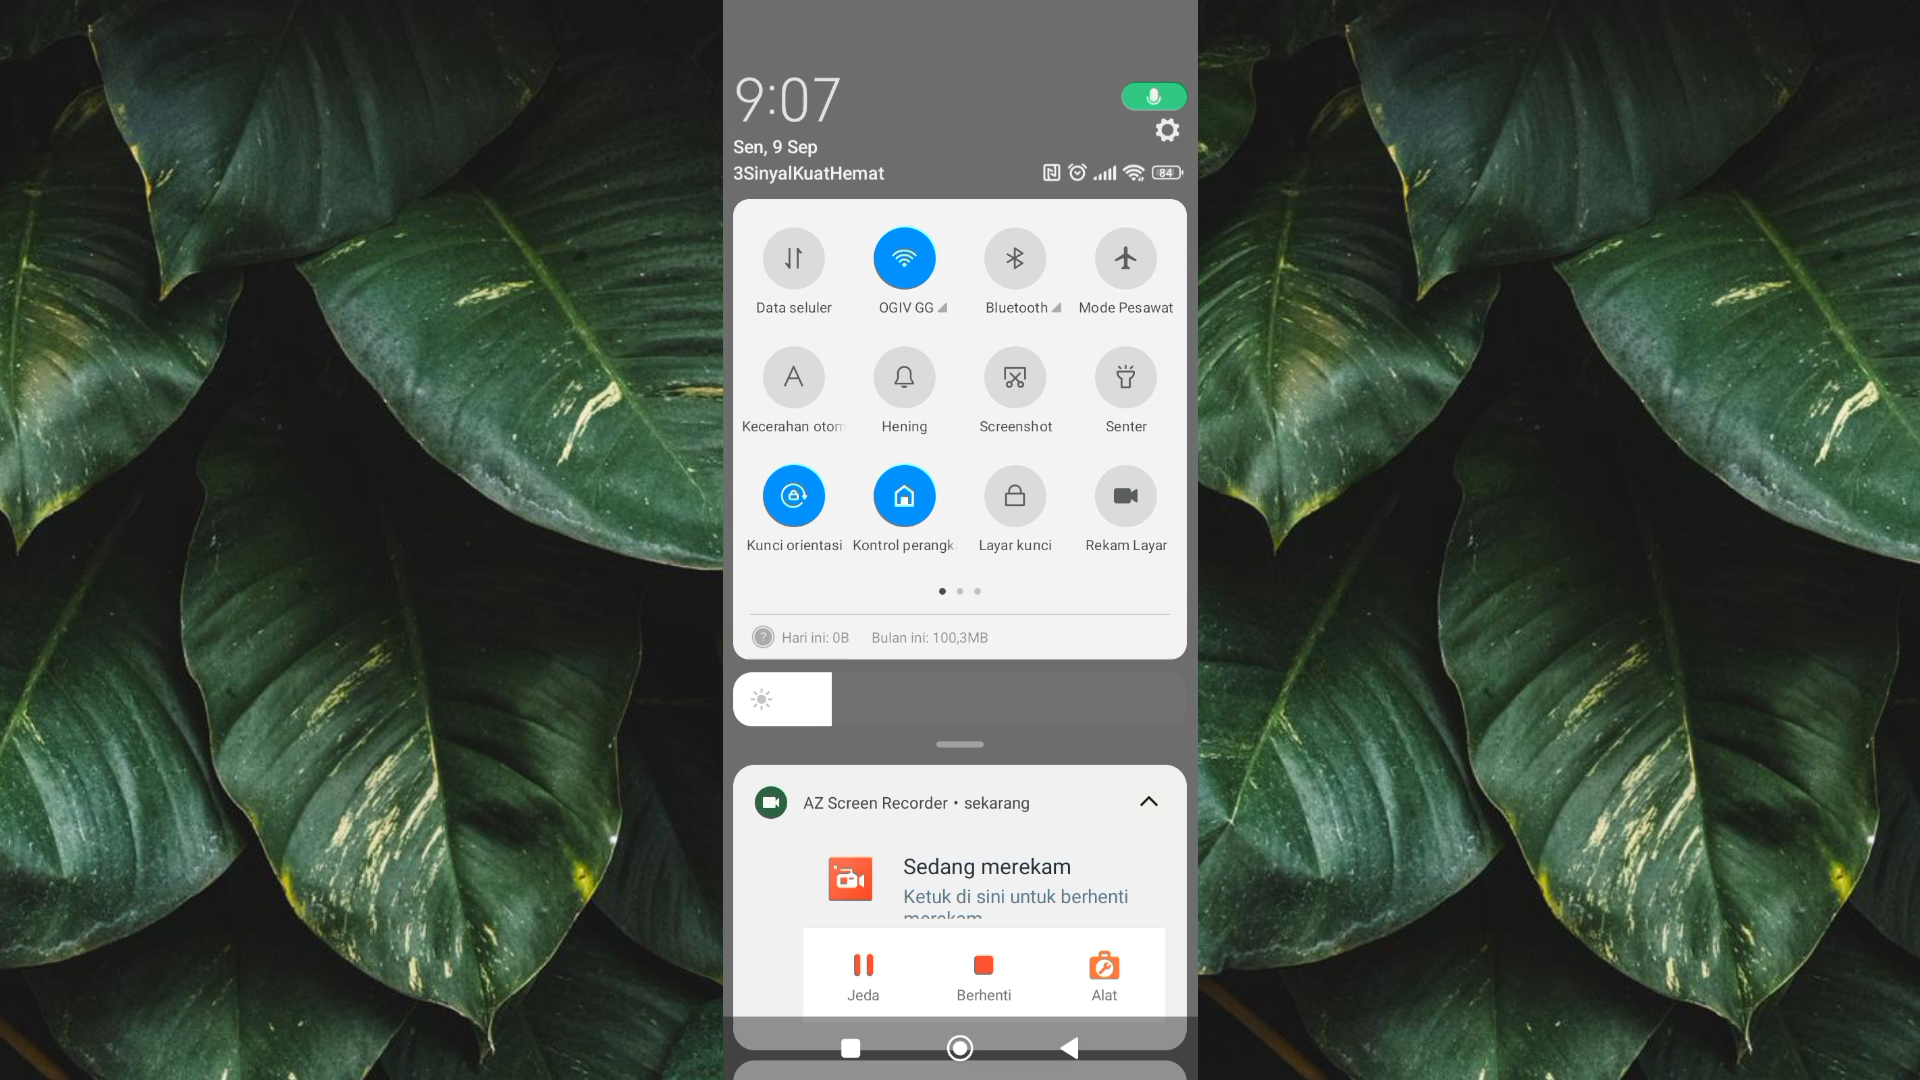 9:07
Sen, 9 Sep
3SinyalKuatHemat
84
Data seluler
OGIV GG
Bluetooth
Mode Pesawat
A
Kecerahan otom
Hening
Screenshot
Senter
Kunci orientasi
Kontrol perangk
Layar kunci
Rekam Layar
? Hari ini: 0B Bulan ini: 100,3MB
AZ Screen Recorder • sekarang
Sedang merekam
Ketuk di sini untuk berhenti
merekam
Jeda
Berhenti
Alat